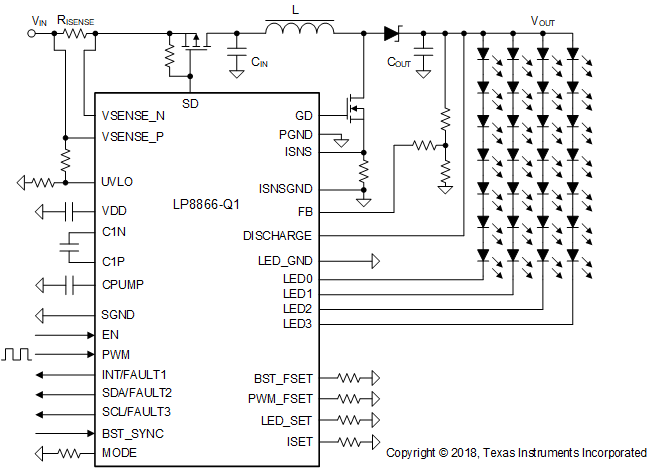 VIN RISENSE L VOUT
CIN COUT
SD
VSENSE_N GD
VSENSE_P PGND
ISNS
UVLO ISNSGND
LP8866-Q1
VDD FB
C1N DISCHARGE
C1P LED_GND
CPUMP LED0
LED1
SGND LED2
EN LED3
PWM
INT/FAULT1 BST_FSET
SDA/FAULT2 PWM_FSET
SCL/FAULT3 LED_SET
BST_SYNC ISET
MODE
Copyright © 2018, Texas Instruments Incorporated